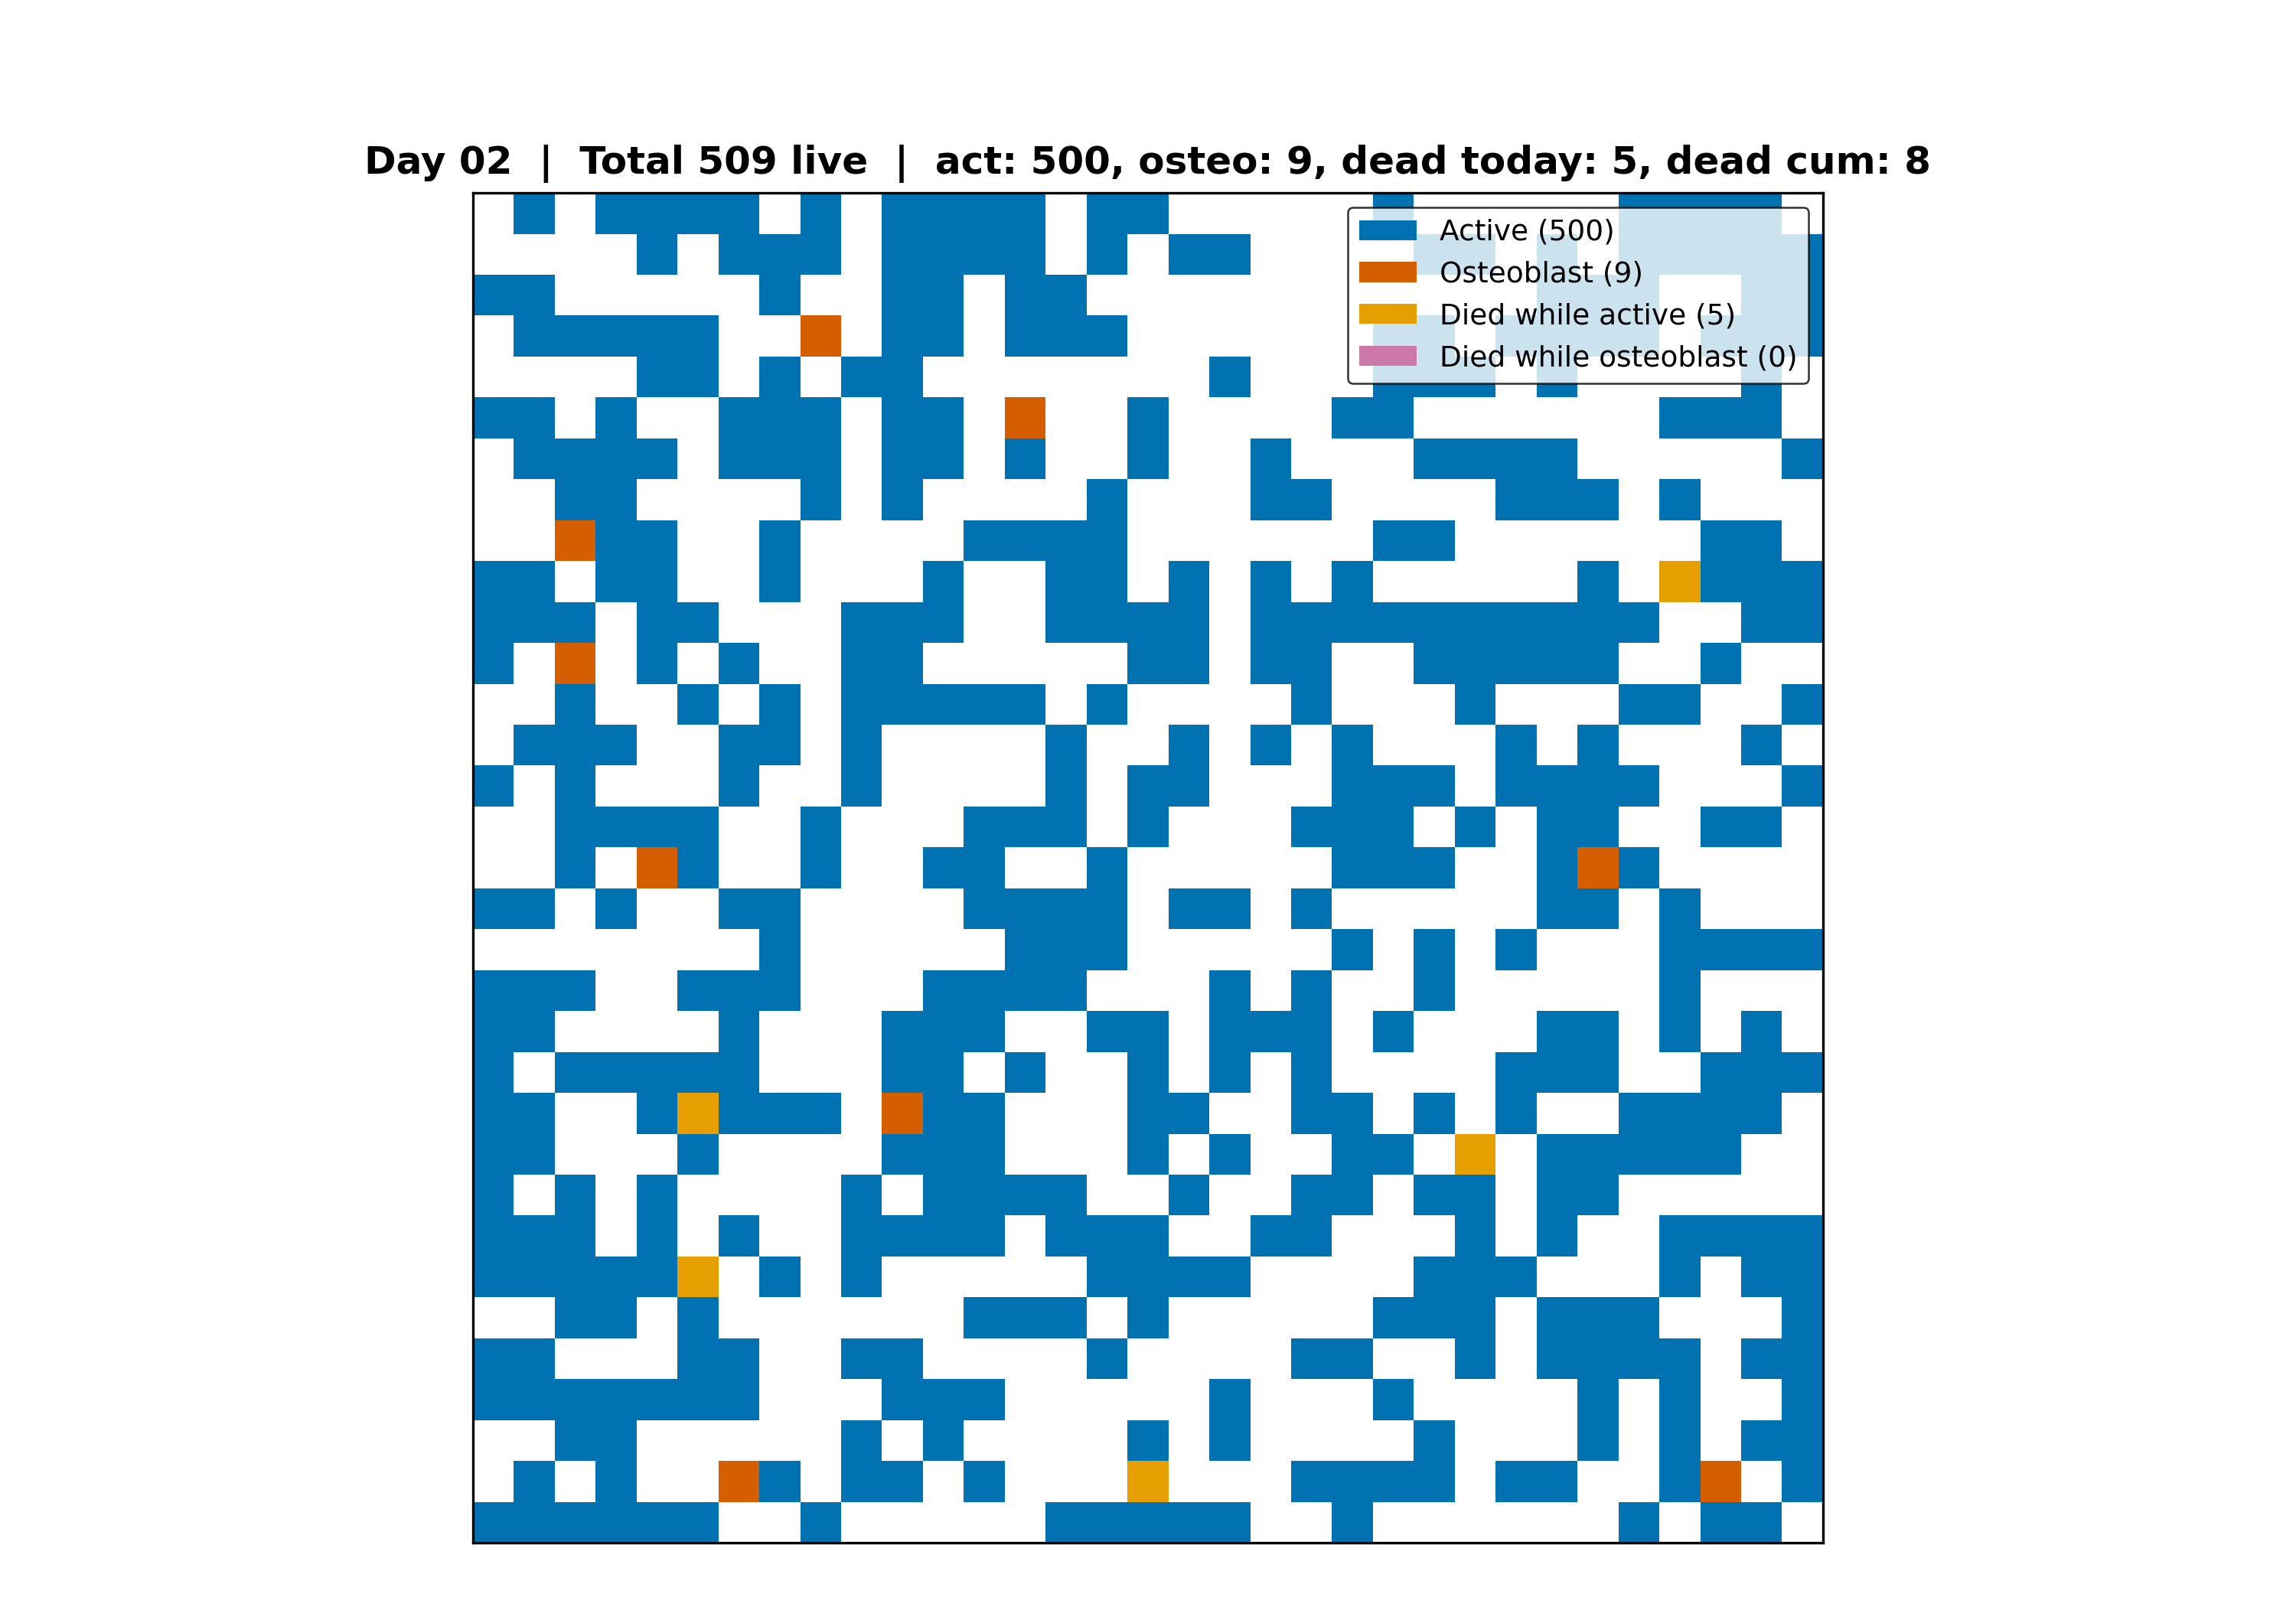 Day 02 | Total 509 live | act: 500, osteo: 9, dead today: 5, dead cum: 8
Active (500)
Osteoblast (9)
Died while active (5)
Died while osteoblast (0)